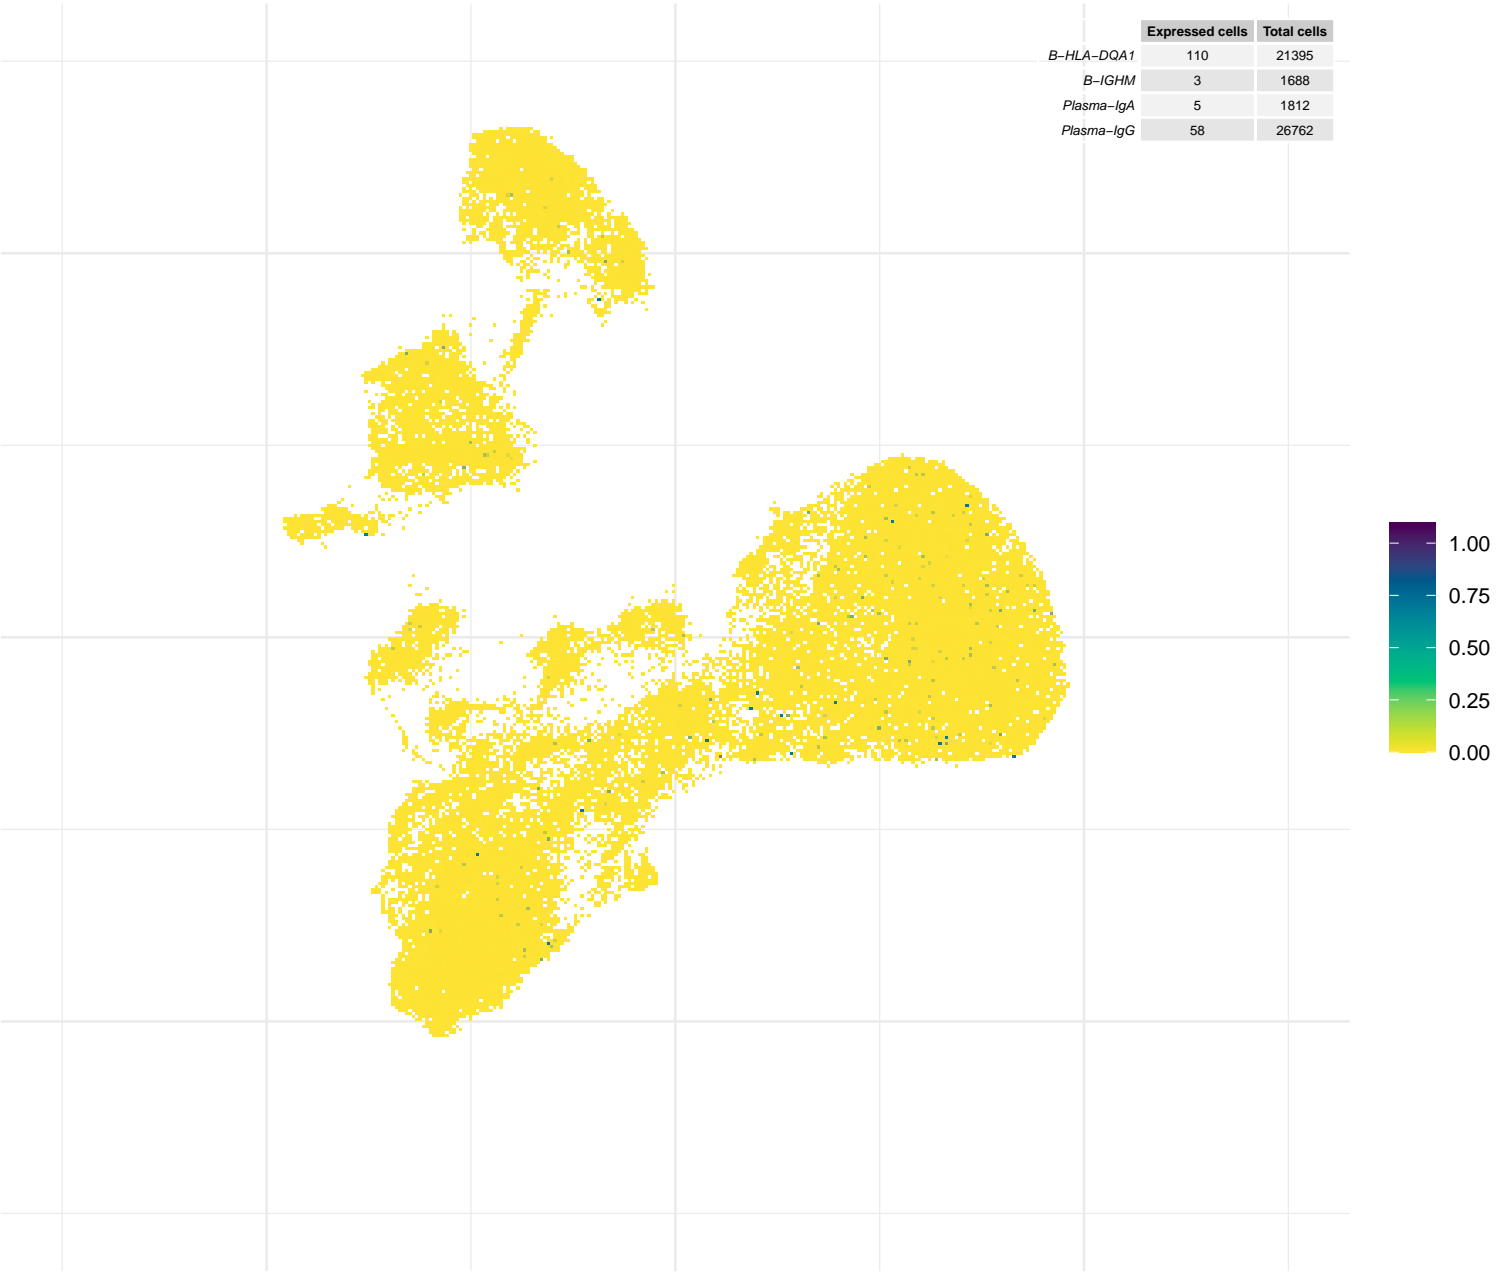 Expressed cells Total cells
B−HLA−DQA1 110 21395
B−IGHM 3 1688
Plasma−IgA 5 1812
Plasma−IgG 58 26762
1.00
0.75
0.50
0.25
0.00